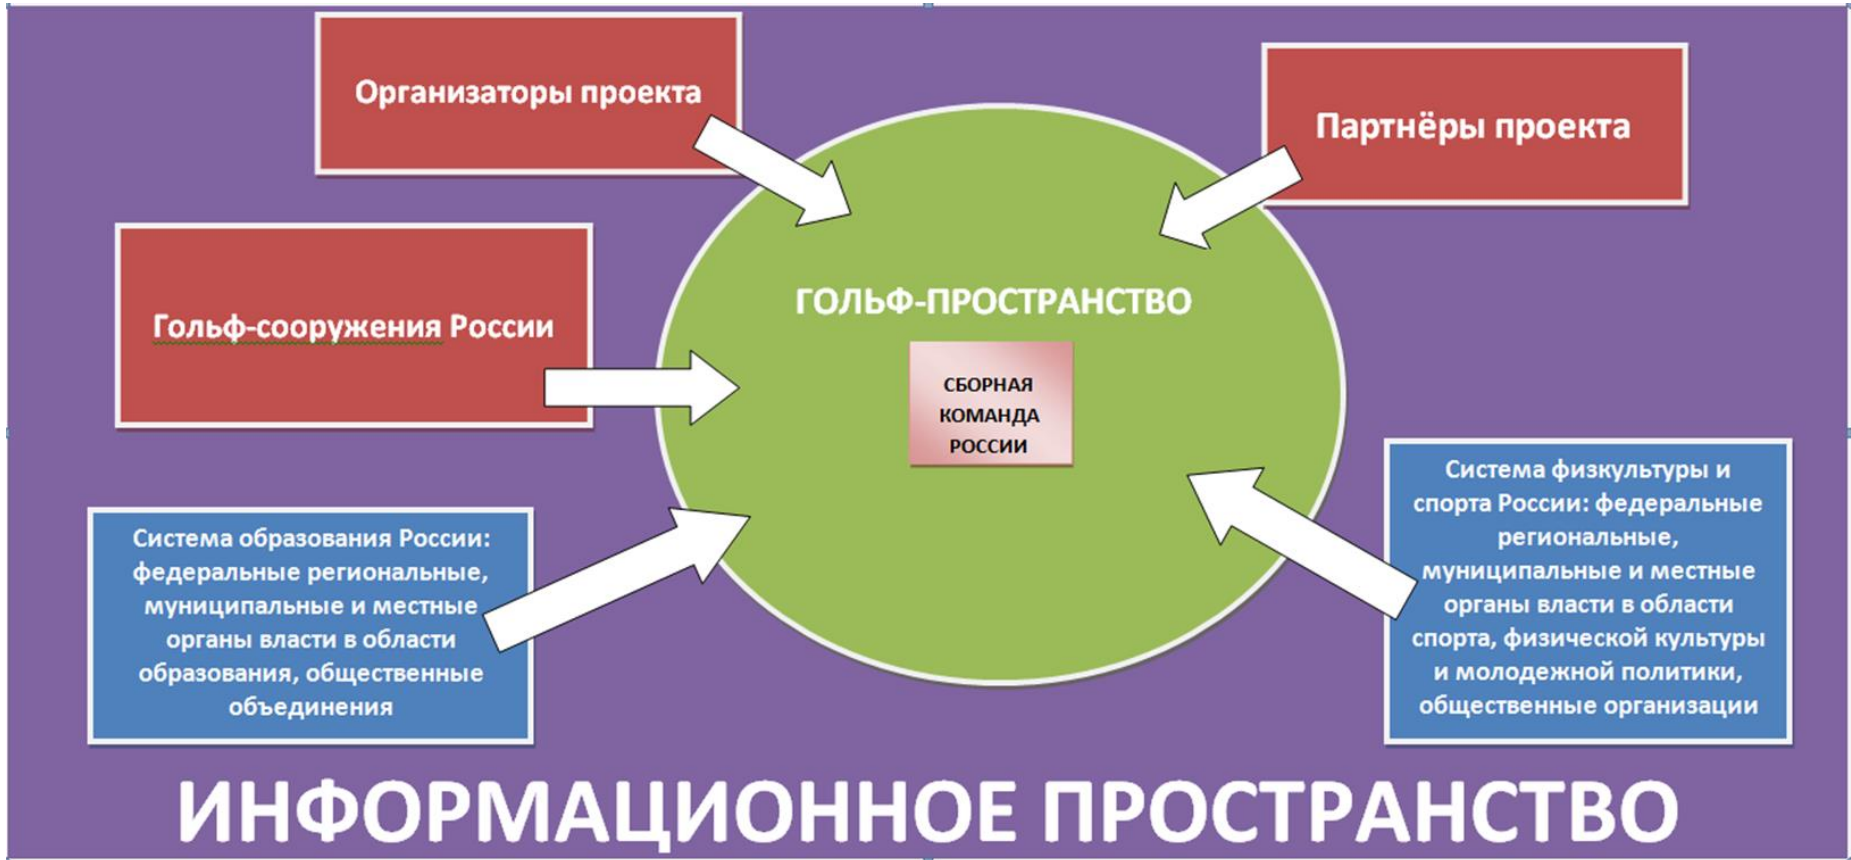 Организаторы проекта
Партнёры проекта
Гольф-сооружения России
ГОЛЬФ-ПРОСТРАНСТВО
СБОРНАЯ
КОМАНДА
РОССИИ
Система образования России:
федеральные региональные,
муниципальные и местные
органы власти в области
образования, общественные
объединения
Система физкультуры и
спорта России: федеральные
региональные,
муниципальные и местные
органы власти в области
спорта, физической культуры
и молодежной политики,
общественные организации
ИНФОРМАЦИОННОЕ ПРОСТРАНСТВО